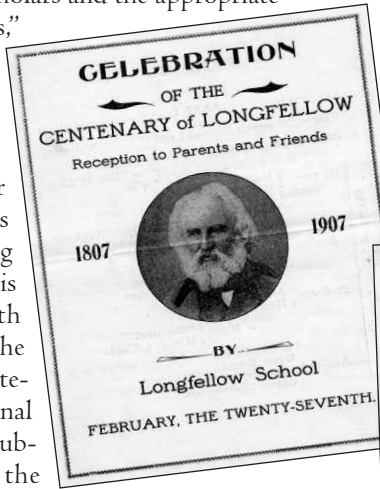 and the appropriate
s,”
CELEBRATION
OF THE
CENTENARY of LONGFELLOW
Reception to Parents and Friends
1807
1907
BY
Longfellow School
FEBRUARY, THE TWENTY-SEVENTH.
r
s
g
is
th
he
te-
nal
ub-
the